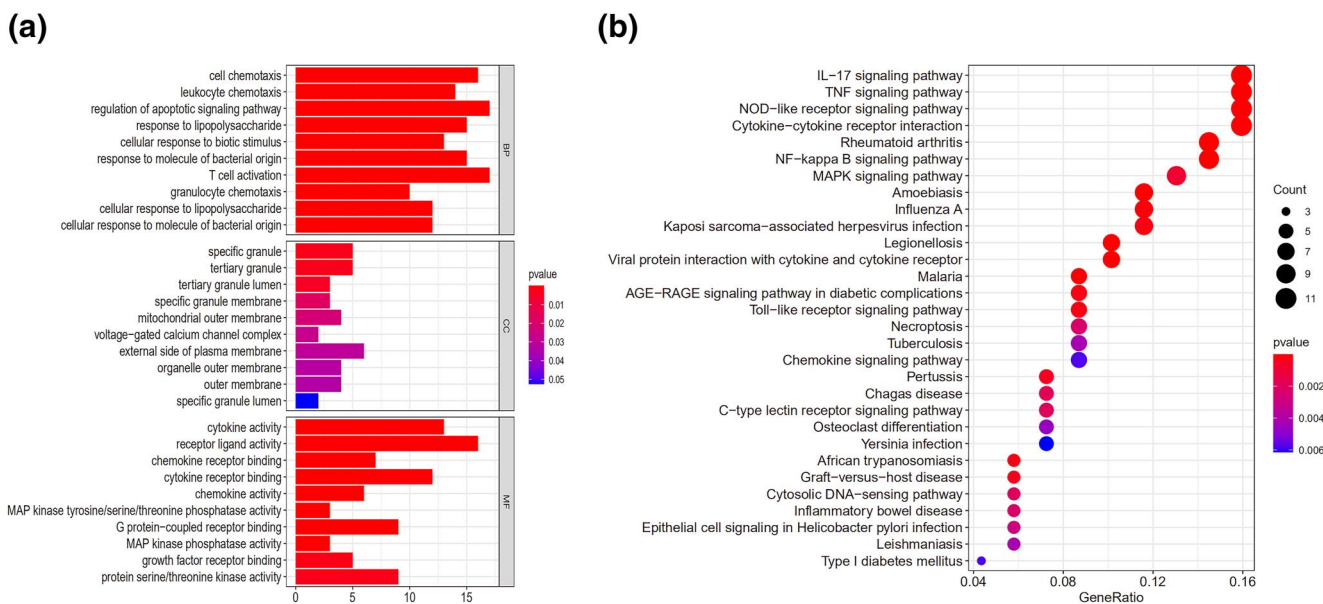 (a)
cell chemotaxis
leukocyte chemotaxis
regulation of apoptotic signaling pathway
response to lipopolysaccharide
cellular response to biotic stimulus
response to molecule of bacterial origin
T cell activation
granulocyte chemotaxis
cellular response to lipopolysaccharide
cellular response to molecule of bacterial origin
BP
specific granule
tertiary granule
tertiary granule lumen
specific granule membrane
mitochondrial outer membrane
voltage-gated calcium channel complex
external side of plasma membrane
organelle outer membrane
outer membrane
specific granule lumen
CC
cytokine activity
receptor ligand activity
chemokine receptor binding
cytokine receptor binding
chemokine activity
MAP kinase tyrosine/serine/threonine phosphatase activity
G protein-coupled receptor binding
MAP kinase phosphatase activity
growth factor receptor binding
protein serine/threonine kinase activity
MF
0 5 10 15
pvalue
0.01
0.02
0.03
0.04
0.05
(b)
IL−17 signaling pathway
TNF signaling pathway
NOD−like receptor signaling pathway
Cytokine−cytokine receptor interaction
Rheumatoid arthritis
NF−kappa B signaling pathway
MAPK signaling pathway
Amoebiasis
Influenza A
Kaposi sarcoma−associated herpesvirus infection
Legionellosis
Viral protein interaction with cytokine and cytokine receptor
Malaria
AGE−RAGE signaling pathway in diabetic complications
Toll−like receptor signaling pathway
Necroptosis
Tuberculosis
Chemokine signaling pathway
Pertussis
Chagas disease
C−type lectin receptor signaling pathway
Osteoclast differentiation
Yersinia infection
African trypanosomiasis
Graft−versus−host disease
Cytosolic DNA−sensing pathway
Inflammatory bowel disease
Epithelial cell signaling in Helicobacter pylori infection
Leishmaniasis
Type I diabetes mellitus
0.04 0.08 0.12 0.16
GeneRatio
Count
3
5
7
9
11
pvalue
0.002
0.004
0.006